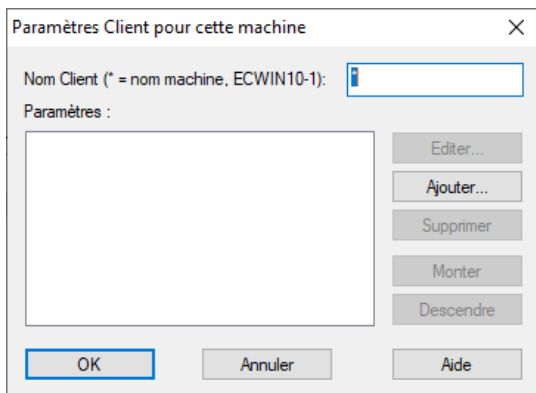 Paramètres Client pour cette machine
Nom Client (* = nom machine, ECWIN10-1): *
Paramètres :
Editer...
Ajouter...
Supprimer
Monter
Descendre
OK Annuler Aide